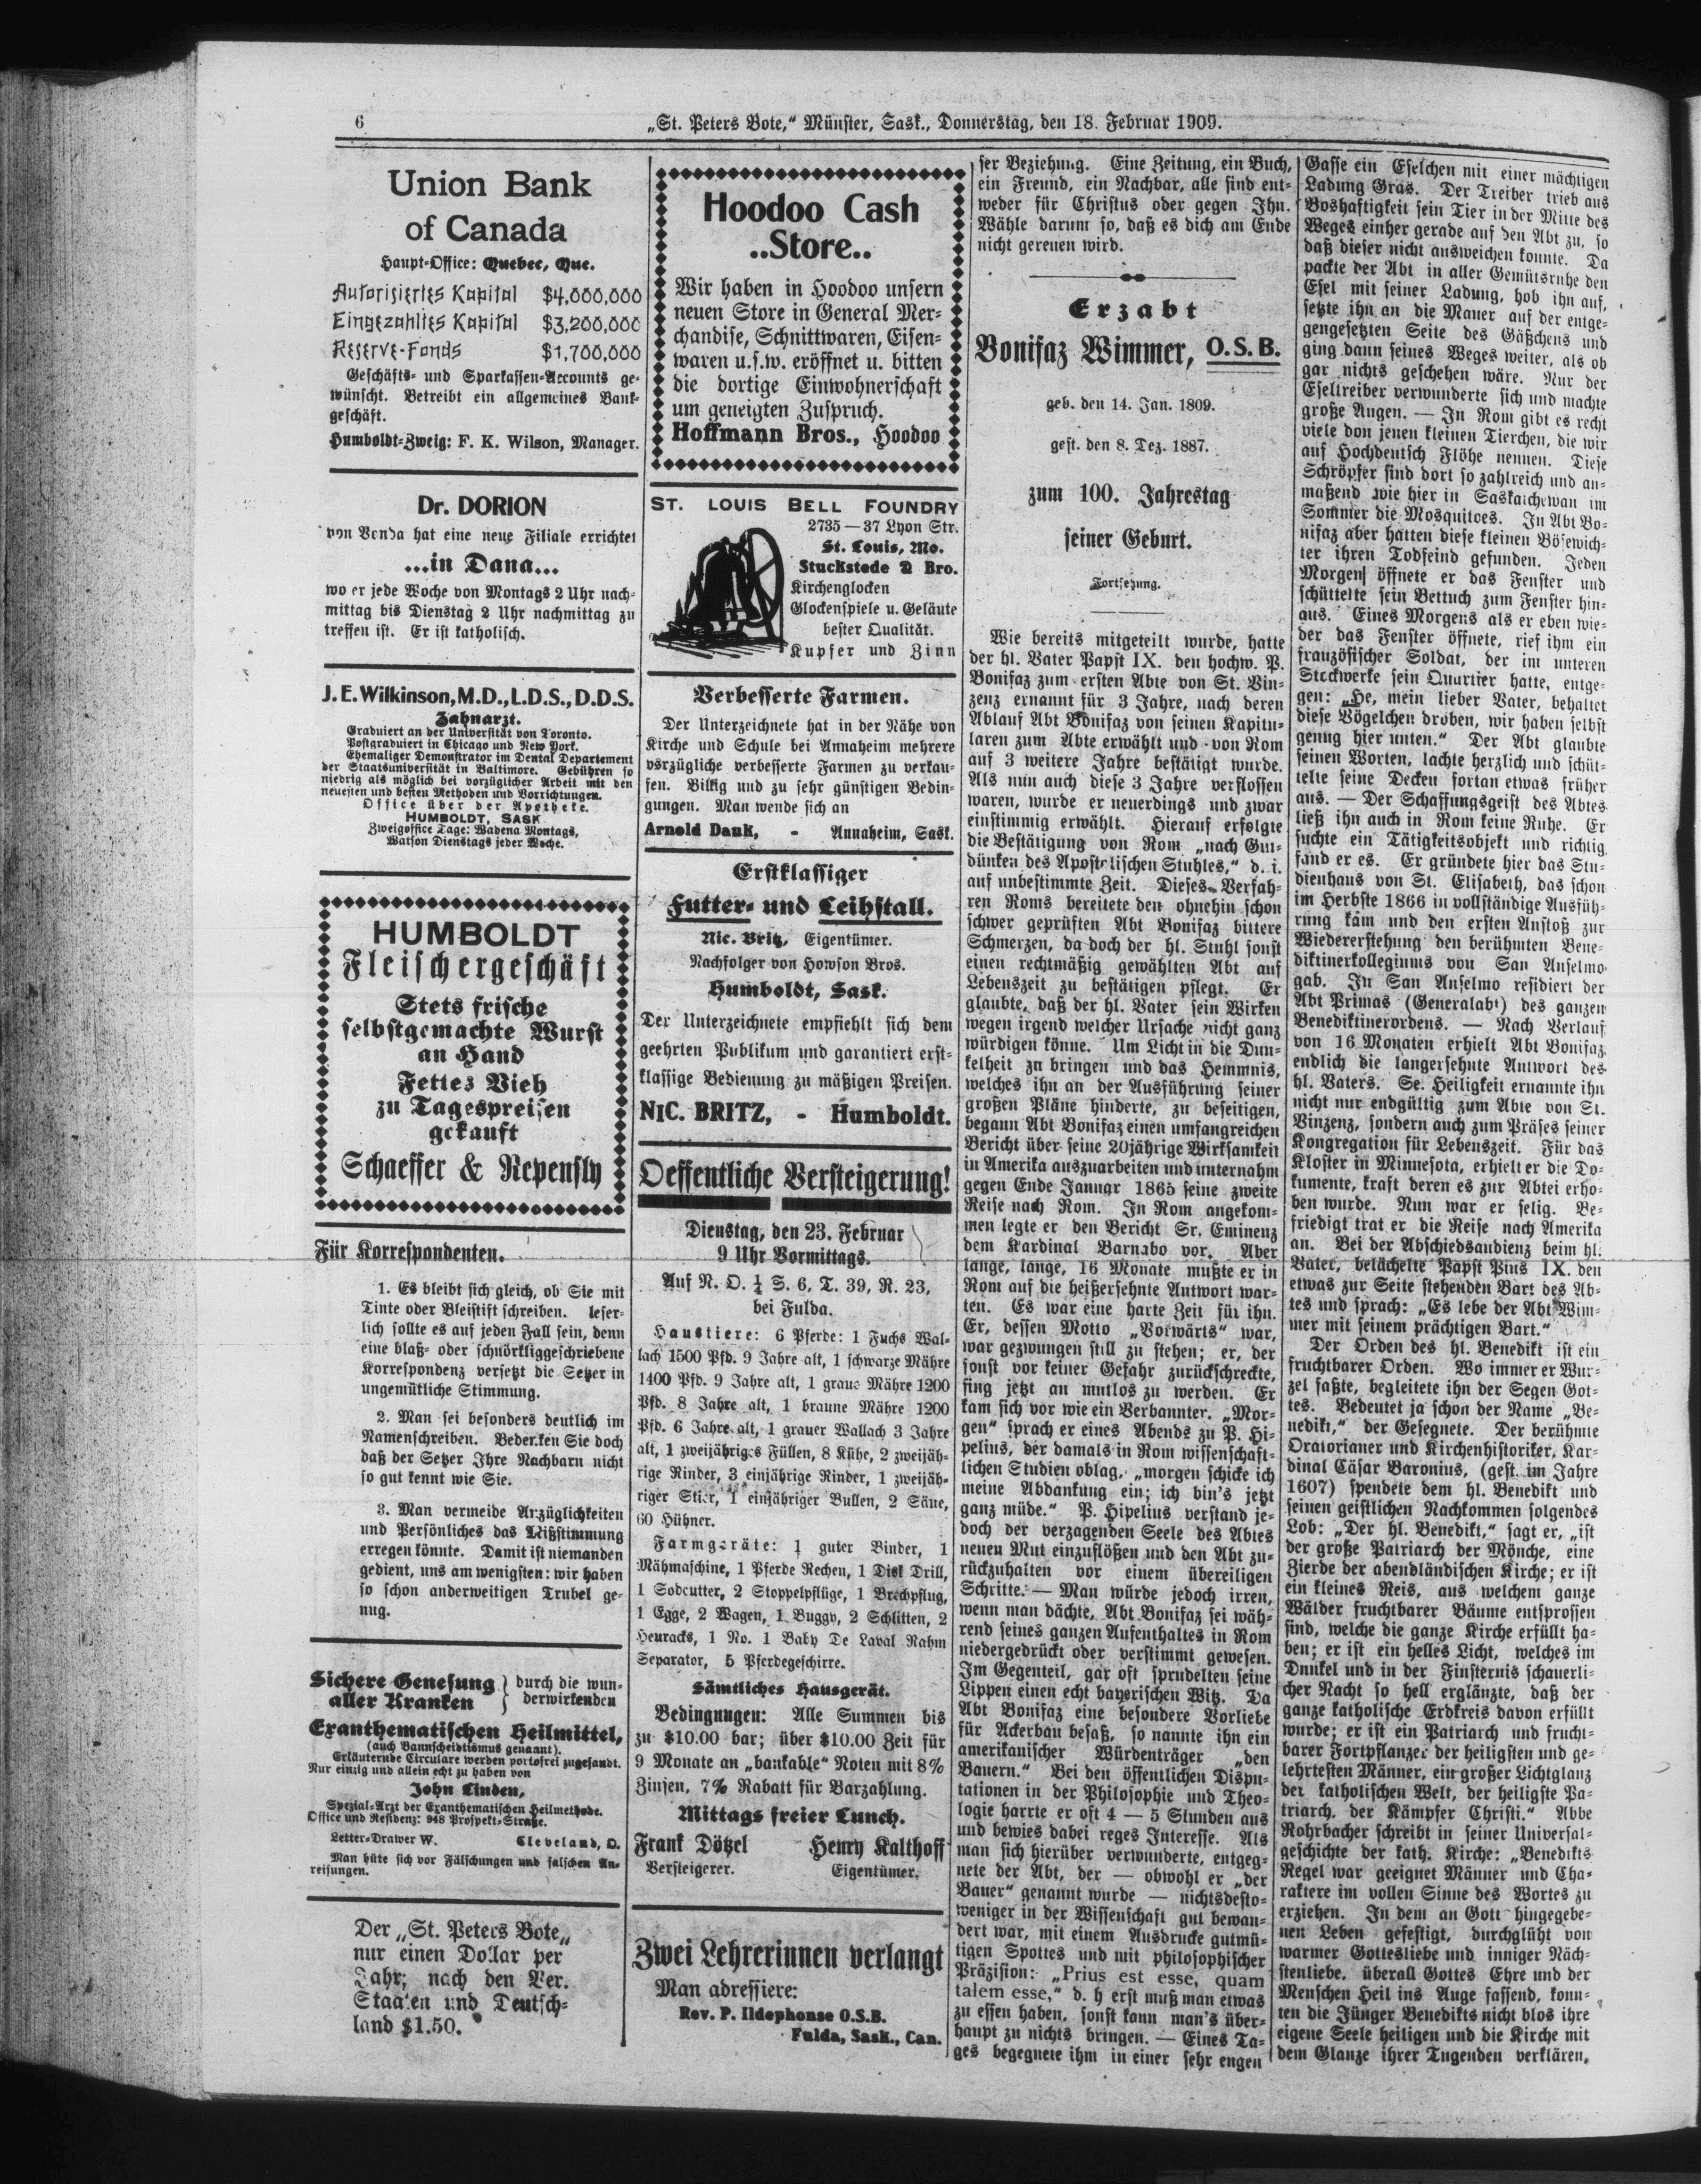 6
„St. Peters Bote,“ Münster, Sask., Donnerstag, den 18. Februar 1909.
Union Bank
of Canada
Haupt-Office: Quebec, Que.
Autorisiertes Kapital $4,000,000
Eingezahltes Kapital $3,200,000
Reserve-Fonds $1,700,000
Geschäfts- und Sparkassen-Accounts ge-
wünscht. Betreibt ein allgemeines Bank-
geschäft.
Humboldt-Zweig: F. K. Wilson, Manager.
Dr. DORION
von Vonda hat eine neue Filiale errichtet
...in Dana...
wo er jede Woche von Montags 2 Uhr nach-
mittag bis Dienstag 2 Uhr nachmittag zu
treffen ist. Er ist katholisch.
J. E. Wilkinson, M.D., L.D.S., D.D.S.
Zahnarzt.
Graduiert an der Universität von Toronto.
Postgraduiert in Chicago und New York.
Ehemaliger Demonstrator im Dental Departement
der Staatsuniversität in Baltimore. Gebühren so
niedrig als möglich bei vorzüglicher Arbeit mit den
neuesten und besten Methoden und Vorrichtungen.
Office über der Apotheke.
HUMBOLDT, SASK
Zweigoffice Tage: Wadena Montags,
Watson Dienstags jeder Woche.
HUMBOLDT
Fleischergeschäft
Stets frische
selbstgemachte Wurst
an Hand
Fettes Vieh
zu Tagespreisen
gekauft
Schaeffer & Repensly
Für Korrespondenten.
1. Es bleibt sich gleich, ob Sie mit
Tinte oder Bleistift schreiben. leser-
lich sollte es auf jeden Fall sein, denn
eine blaß- oder schnörkliggeschriebene
Korrespondenz versetzt die Setzer in
ungemütliche Stimmung.
2. Man sei besonders deutlich im
Namenschreiben. Bedenken Sie doch
daß der Setzer Ihre Nachbarn nicht
so gut kennt wie Sie.
3. Man vermeide Anzüglichkeiten
und Persönliches das Mißstimmung
erregen könnte. Damit ist niemanden
gedient, uns am wenigsten: wir haben
so schon anderweitigen Trubel ge-
nug.
Sichere Genesung } durch die wun-
aller Kranken } derwirkenden
Exanthematischen Heilmittel,
(auch Baunscheidtismus genannt).
Erläuternde Circulare werden portofrei zugesandt.
Nur einzig und allein echt zu haben von
John Linden,
Spezial-Arzt der Exanthematischen Heilmethode.
Office und Residenz: 948 Prospekt-Straße.
Letter-Drawer W. Cleveland, O.
Man hüte sich vor Fälschungen und falschen An-
reisungen.
Der „St. Peters Bote„
nur einen Dollar per
Jahr; nach den Ver.
Staaten und Deutsch-
land $1.50.
Hoodoo Cash
..Store..
Wir haben in Hoodoo unsern
neuen Store in General Mer-
chandise, Schnittwaren, Eisen-
waren u.s.w. eröffnet u. bitten
die dortige Einwohnerschaft
um geneigten Zuspruch.
Hoffmann Bros., Hoodoo
ST. LOUIS BELL FOUNDRY
2735—37 Lyon Str.
St. Louis, Mo.
Stuckstede & Bro.
Kirchenglocken
Glockenspiele u. Geläute
bester Qualität.
Kupfer und Zinn
Verbesserte Farmen.
Der Unterzeichnete hat in der Nähe von
Kirche und Schule bei Annaheim mehrere
vorzügliche verbesserte Farmen zu verkau-
fen. Billig und zu sehr günstigen Bedin-
gungen. Man wende sich an
Arnold Dauk, - Annaheim, Sask.
Erstklassiger
Futter- und Leihstall.
Nic. Britz, Eigentümer.
Nachfolger von Howson Bros.
Humboldt, Sask.
Der Unterzeichnete empfiehlt sich dem
geehrten Publikum und garantiert erst-
klassige Bedienung zu mäßigen Preisen.
NIC. BRITZ, - Humboldt.
Oeffentliche Versteigerung!
Dienstag, den 23. Februar
9 Uhr Vormittags.
Auf N. O. ¼ S. 6, T. 39, R. 23,
bei Fulda.
Haustiere: 6 Pferde: 1 Fuchs Wal-
lach 1500 Pfd. 9 Jahre alt, 1 schwarze Mähre
1400 Pfd. 9 Jahre alt, 1 graue Mähre 1200
Pfd. 8 Jahre alt, 1 braune Mähre 1200
Pfd. 6 Jahre alt, 1 grauer Wallach 3 Jahre
alt, 1 zweijähriges Füllen, 8 Kühe, 2 zweijäh-
rige Rinder, 3 einjährige Rinder, 1 zweijäh-
riger Stier, 1 einjähriger Bullen, 2 Säue,
60 Hühner.
Farmgeräte: 1 guter Binder, 1
Mähmaschine, 1 Pferde Rechen, 1 Disk Drill,
1 Sodcutter, 2 Stoppelpflüge, 1 Brechpflug,
1 Egge, 2 Wagen, 1 Buggy, 2 Schlitten, 2
Heuracks, 1 No. 1 Baby De Laval Rahm
Separator, 5 Pferdegeschirre.
Sämtliches Hausgerät.
Bedingungen: Alle Summen bis
zu $10.00 bar; über $10.00 Zeit für
9 Monate an „bankable“ Noten mit 8%
Zinsen, 7% Rabatt für Barzahlung.
Mittags freier Lunch.
Frank Dötzel Henry Kalthoff
Versteigerer. Eigentümer.
Zwei Lehrerinnen verlangt
Man adressiere:
Rev. P. Ildephonse O.S.B.
Fulda, Sask., Can.
ser Beziehung. Eine Zeitung, ein Buch,
ein Freund, ein Nachbar, alle sind ent-
weder für Christus oder gegen Ihn.
Wähle darum so, daß es dich am Ende
nicht gereuen wird.
Erzabt
Bonifaz Wimmer, O.S.B.
geb. den 14. Jan. 1809.
gest. den 8. Dez. 1887.
zum 100. Jahrestag
seiner Geburt.
Fortsetzung.
Wie bereits mitgeteilt wurde, hatte
der hl. Vater Papst IX. den hochw. P.
Bonifaz zum ersten Abte von St. Vin-
zenz ernannt für 3 Jahre, nach deren
Ablauf Abt Bonifaz von seinen Kapitu-
laren zum Abte erwählt und von Rom
auf 3 weitere Jahre bestätigt wurde.
Als nun auch diese 3 Jahre verflossen
waren, wurde er neuerdings und zwar
einstimmig erwählt. Hierauf erfolgte
die Bestätigung von Rom „nach Gut-
dünken des Apostolischen Stuhles,“ d. i.
auf unbestimmte Zeit. Dieses Verfah-
ren Roms bereitete den ohnehin schon
schwer geprüften Abt Bonifaz bittere
Schmerzen, da doch der hl. Stuhl sonst
einen rechtmäßig gewählten Abt auf
Lebenszeit zu bestätigen pflegt. Er
glaubte, daß der hl. Vater sein Wirken
wegen irgend welcher Ursache nicht ganz
würdigen könne. Um Licht in die Dun-
kelheit zu bringen und das Hemmnis,
welches ihn an der Ausführung seiner
großen Pläne hinderte, zu beseitigen,
begann Abt Bonifaz einen umfangreichen
Bericht über seine 20jährige Wirksamkeit
in Amerika auszuarbeiten und unternahm
gegen Ende Januar 1865 seine zweite
Reise nach Rom. In Rom angekom-
men legte er den Bericht Sr. Eminenz
dem Kardinal Barnabo vor. Aber
lange, lange, 16 Monate mußte er in
Rom auf die heißersehnte Antwort war-
ten. Es war eine harte Zeit für ihn.
Er, dessen Motto „Vorwärts“ war,
war gezwungen still zu stehen; er, der
sonst vor keiner Gefahr zurückschreckte,
fing jetzt an mutlos zu werden. Er
kam sich vor wie ein Verbannter. „Mor-
gen“ sprach er eines Abends zu P. Hi-
pelius, der damals in Rom wissenschaft-
lichen Studien oblag, „morgen schicke ich
meine Abdankung ein; ich bin’s jetzt
ganz müde.“ P. Hipelius verstand je-
doch der verzagenden Seele des Abtes
neuen Mut einzuflößen und den Abt zu-
rückzuhalten vor einem übereiligen
Schritte. — Man würde jedoch irren,
wenn man dächte, Abt Bonifaz sei wäh-
rend seines ganzen Aufenthaltes in Rom
niedergedrückt oder verstimmt gewesen.
Im Gegenteil, gar oft sprudelten seine
Lippen einen echt bayerischen Witz. Da
Abt Bonifaz eine besondere Vorliebe
für Ackerbau besaß, so nannte ihn ein
amerikanischer Würdenträger „den
Bauern.“ Bei den öffentlichen Dispu-
tationen in der Philosophie und Theo-
logie harrte er oft 4 — 5 Stunden aus
und bewies dabei reges Interesse. Als
man sich hierüber verwunderte, entgeg-
nete der Abt, der — obwohl er „der
Bauer“ genannt wurde — nichtsdesto-
weniger in der Wissenschaft gut bewan-
dert war, mit einem Ausdrucke gutmü-
tigen Spottes und mit philosophischer
Präzision: „Prius est esse, quam
talem esse,“ d. h erst muß man etwas
zu essen haben, sonst kann man’s über-
haupt zu nichts bringen. — Eines Ta-
ges begegnete ihm in einer sehr engen
Gasse ein Eselchen mit einer mächtigen
Ladung Gras. Der Treiber trieb aus
Boshaftigkeit sein Tier in der Mitte des
Weges einher gerade auf den Abt zu, so
daß dieser nicht ausweichen konnte. Da
packte der Abt in aller Gemütsruhe den
Esel mit seiner Ladung, hob ihn auf,
setzte ihn an die Mauer auf der entge-
gengesetzten Seite des Gäßchens und
ging dann seines Weges weiter, als ob
gar nichts geschehen wäre. Nur der
Eseltreiber verwunderte sich und machte
große Augen. — In Rom gibt es recht
viele von jenen kleinen Tierchen, die wir
auf Hochdeutsch Flöhe nennen. Diese
Schröpfer sind dort so zahlreich und an-
maßend wie hier in Saskatchewan im
Sommer die Mosquitoes. In Abt Bo-
nifaz aber hatten diese kleinen Bösewich-
ter ihren Todfeind gefunden. Jeden
Morgen öffnete er das Fenster und
schüttelte sein Bettuch zum Fenster hin-
aus. Eines Morgens als er eben wie-
der das Fenster öffnete, rief ihm ein
französischer Soldat, der im unteren
Stockwerke sein Quartier hatte, entge-
gen: „He, mein lieber Vater, behaltet
diese Vögelchen droben, wir haben selbst
genug hier unten.“ Der Abt glaubte
seinen Worten, lachte herzlich und schüt-
telte seine Decken fortan etwas früher
aus. — Der Schaffungsgeist des Abtes
ließ ihn auch in Rom keine Ruhe. Er
suchte ein Tätigkeitsobjekt und richtig
fand er es. Er gründete hier das Stu-
dienhaus von St. Elisabeth, das schon
im Herbste 1866 in vollständige Ausfüh-
rung kam und den ersten Anstoß zur
Wiedererstehung den berühmten Bene-
diktinerkollegiums von San Anselmo
gab. In San Anselmo residiert der
Abt Primas (Generalabt) des ganzen
Benediktinerordens. — Nach Verlauf
von 16 Monaten erhielt Abt Bonifaz
endlich die langersehnte Antwort des
hl. Vaters. Se. Heiligkeit ernannte ihn
nicht nur endgültig zum Abte von St.
Vinzenz, sondern auch zum Präses seiner
Kongregation für Lebenszeit. Für das
Kloster in Minnesota, erhielt er die Do-
kumente, kraft deren es zur Abtei erho-
ben wurde. Nun war er selig. Be-
friedigt trat er die Reise nach Amerika
an. Bei der Abschiedsaudienz beim hl.
Vater, belächelte Papst Pius IX. den
etwas zur Seite stehenden Bart des Ab-
tes und sprach: „Es lebe der Abt Wim-
mer mit seinem prächtigen Bart.“
Der Orden des hl. Benedikt ist ein
fruchtbarer Orden. Wo immer er Wur-
zel faßte, begleitete ihn der Segen Got-
tes. Bedeutet ja schon der Name „Be-
nedikt,“ der Gesegnete. Der berühmte
Oratorianer und Kirchenhistoriker, Kar-
dinal Cäsar Baronius, (gest. im Jahre
1607) spendete dem hl. Benedikt und
seinen geistlichen Nachkommen folgendes
Lob: „Der hl. Benedikt,“ sagt er, „ist
der große Patriarch der Mönche, eine
Zierde der abendländischen Kirche; er ist
ein kleines Reis, aus welchem ganze
Wälder fruchtbarer Bäume entsprossen
sind, welche die ganze Kirche erfüllt ha-
ben; er ist ein helles Licht, welches im
Dunkel und in der Finsternis schauerli-
cher Nacht so hell erglänzte, daß der
ganze katholische Erdkreis davon erfüllt
wurde; er ist ein Patriarch und frucht-
barer Fortpflanzer der heiligsten und ge-
lehrtesten Männer, ein großer Lichtglanz
der katholischen Welt, der heiligste Pa-
triarch, der Kämpfer Christi.“ Abbe
Rohrbacher schreibt in seiner Universal-
geschichte der kath. Kirche: „Benedikts
Regel war geeignet Männer und Cha-
raktere im vollen Sinne des Wortes zu
erziehen. In dem an Gott hingegebe-
nen Leben gefestigt, durchglüht von
warmer Gottesliebe und inniger Näch-
stenliebe, überall Gottes Ehre und der
Menschen Heil ins Auge fassend, konn-
ten die Jünger Benedikts nicht blos ihre
eigene Seele heiligen und die Kirche mit
dem Glanze ihrer Tugenden verklären,